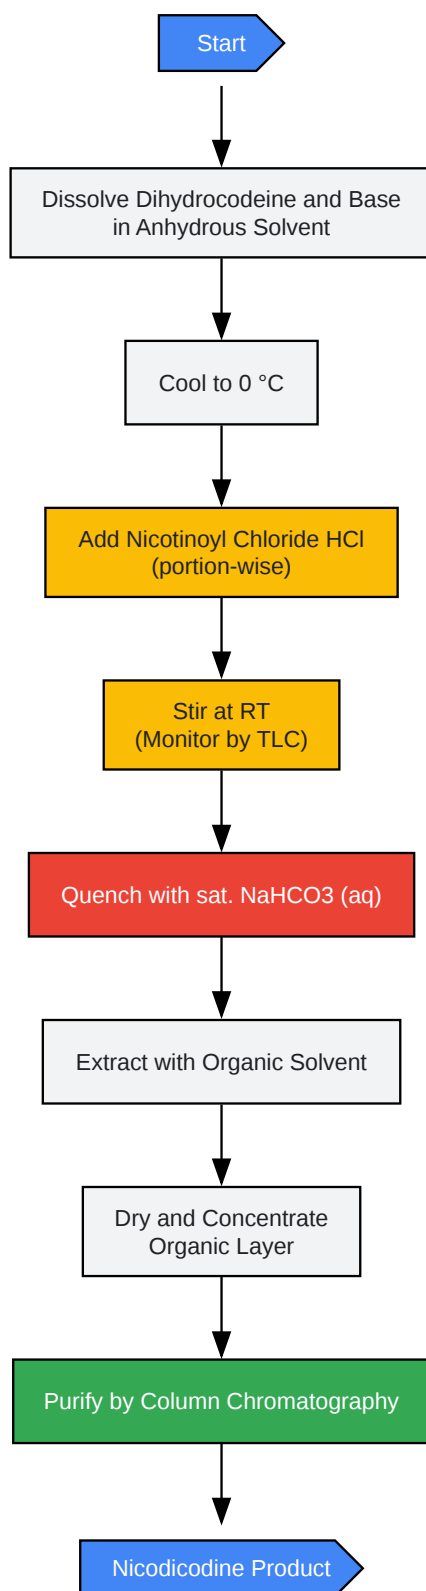 Start
Dissolve Dihydrocodeine and Base
in Anhydrous Solvent
Cool to 0 °C
Add Nicotinoyl Chloride HCl
(portion-wise)
Stir at RT
(Monitor by TLC)
Quench with sat. NaHCO3 (aq)
Extract with Organic Solvent
Dry and Concentrate
Organic Layer
Purify by Column Chromatography
Nicodicodine Product